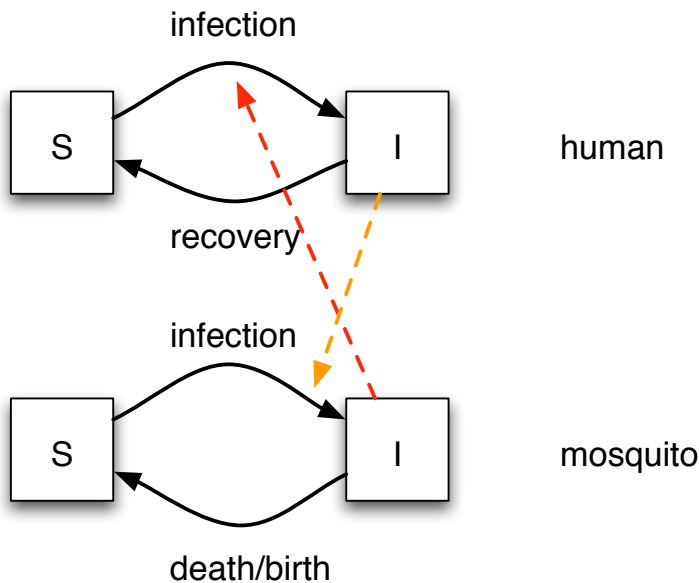 infection
S
I
human
recovery
infection
S
I
mosquito
death/birth